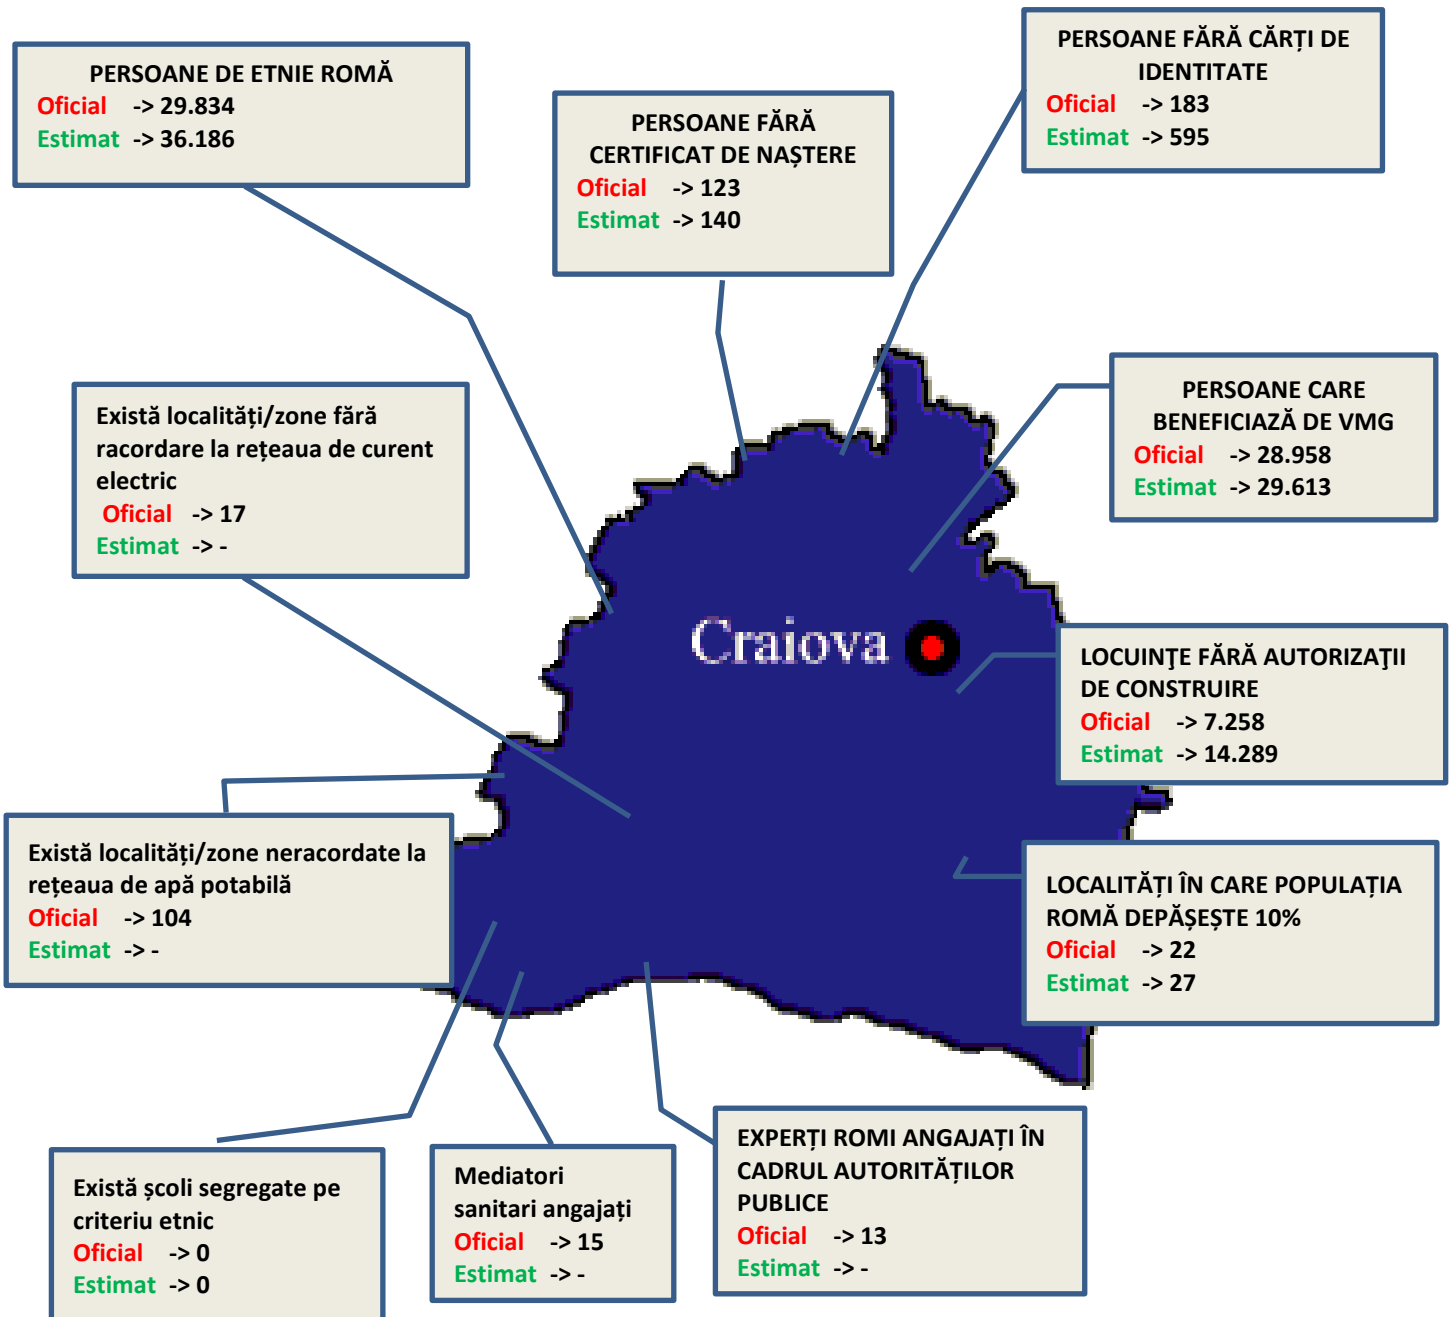 PERSOANE DE ETNIE ROMĂ
Oficial -> 29.834
Estimat -> 36.186
PERSOANE FĂRĂ
CERTIFICAT DE NAȘTERE
Oficial -> 123
Estimat -> 140
PERSOANE FĂRĂ CĂRȚI DE
IDENTITATE
Oficial -> 183
Estimat -> 595
Există localități/zone fără
racordare la rețeaua de curent
electric
Oficial -> 17
Estimat -> -
PERSOANE CARE
BENEFICIAZĂ DE VMG
Oficial -> 28.958
Estimat -> 29.613
Craiova
LOCUINŢE FĂRĂ AUTORIZAŢII
DE CONSTRUIRE
Oficial -> 7.258
Estimat -> 14.289
Există localități/zone neracordate la
rețeaua de apă potabilă
Oficial -> 104
Estimat -> -
LOCALITĂȚI ÎN CARE POPULAȚIA
ROMĂ DEPĂȘEȘTE 10%
Oficial -> 22
Estimat -> 27
Există școli segregate pe
criteriu etnic
Oficial -> 0
Estimat -> 0
Mediatori
sanitari angajați
Oficial -> 15
Estimat -> -
EXPERȚI ROMI ANGAJAȚI ÎN
CADRUL AUTORITĂȚILOR
PUBLICE
Oficial -> 13
Estimat -> -